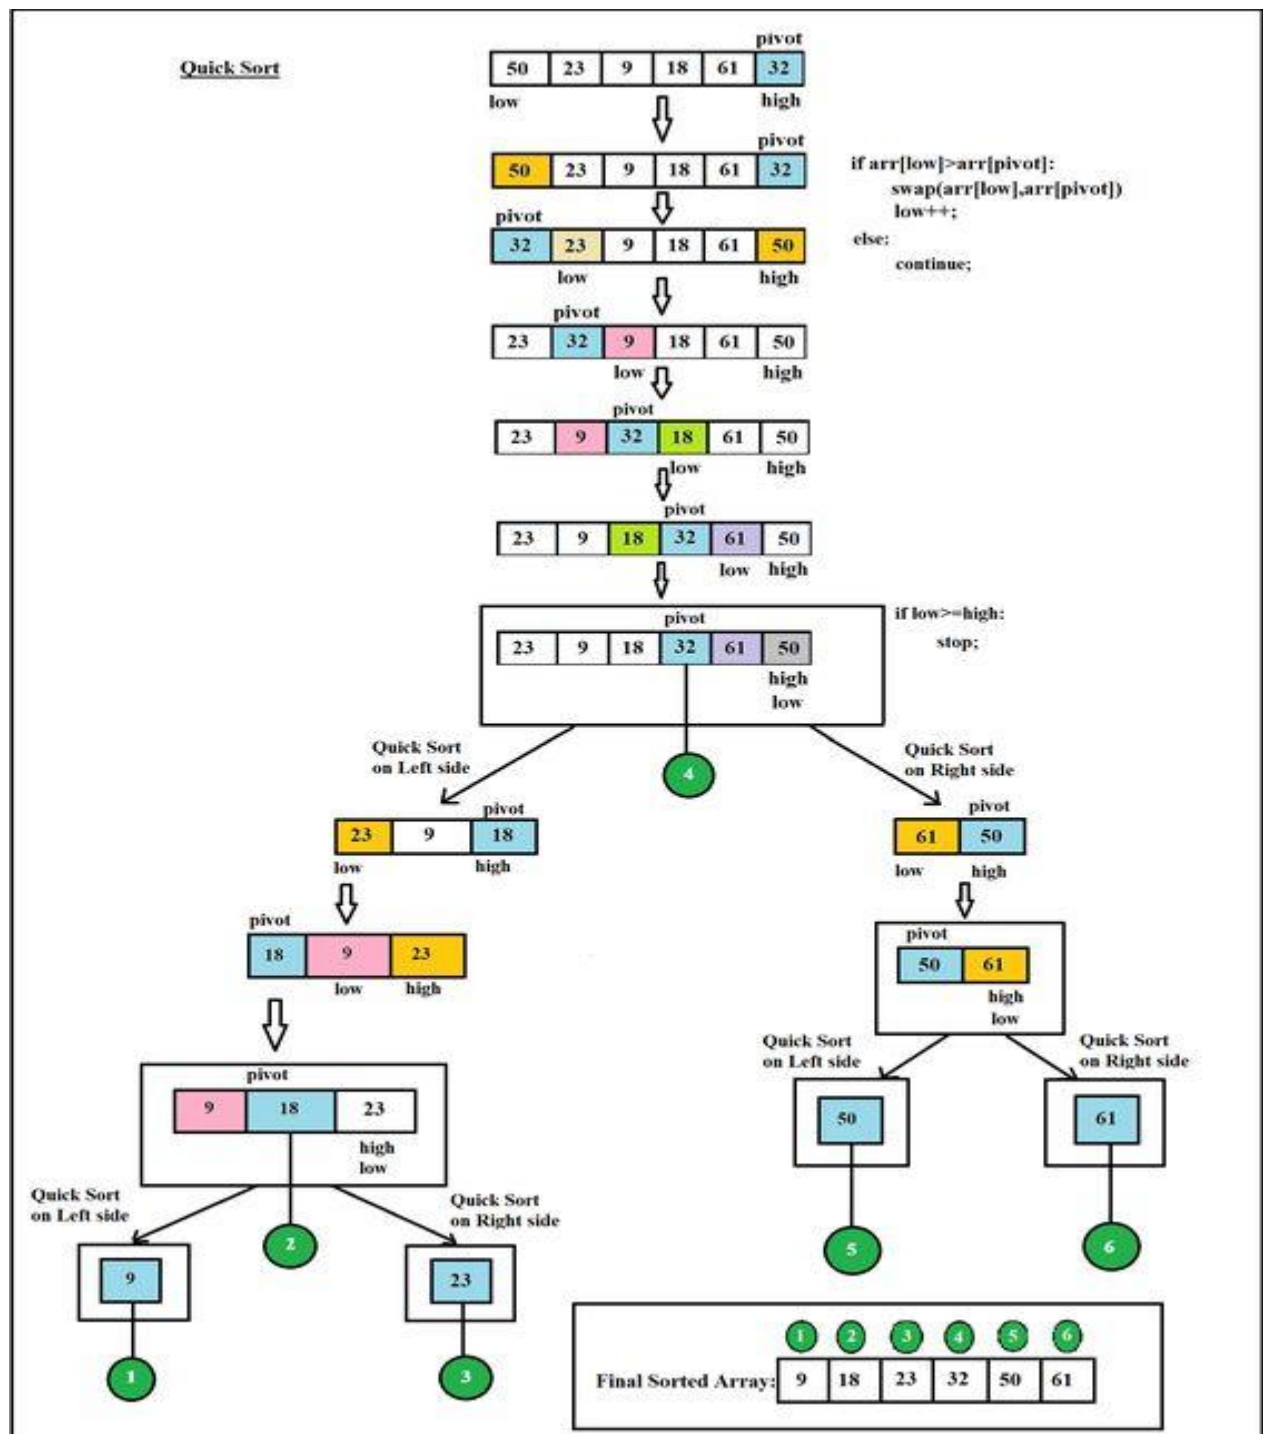 Quick Sort
pivot
50 23 9 18 61 32
low high
pivot
50 23 9 18 61 32
if arr[low]>arr[pivot]:
swap(arr[low],arr[pivot])
low++;
else:
continue;
pivot
32 23 9 18 61 50
low high
pivot
23 32 9 18 61 50
low high
pivot
23 9 32 18 61 50
low high
pivot
23 9 18 32 61 50
low high
if low>=high:
stop;
pivot
23 9 18 32 61 50
high
low
4
Quick Sort
on Left side
pivot
23 9 18
low high
pivot
18 9 23
low high
pivot
9 18 23
high
low
2
Quick Sort
on Left side
9
1
Quick Sort
on Right side
23
3
Quick Sort
on Right side
pivot
61 50
low high
pivot
50 61
high
low
Quick Sort
on Left side
50
5
Quick Sort
on Right side
61
6
1 2 3 4 5 6
Final Sorted Array: 9 18 23 32 50 61